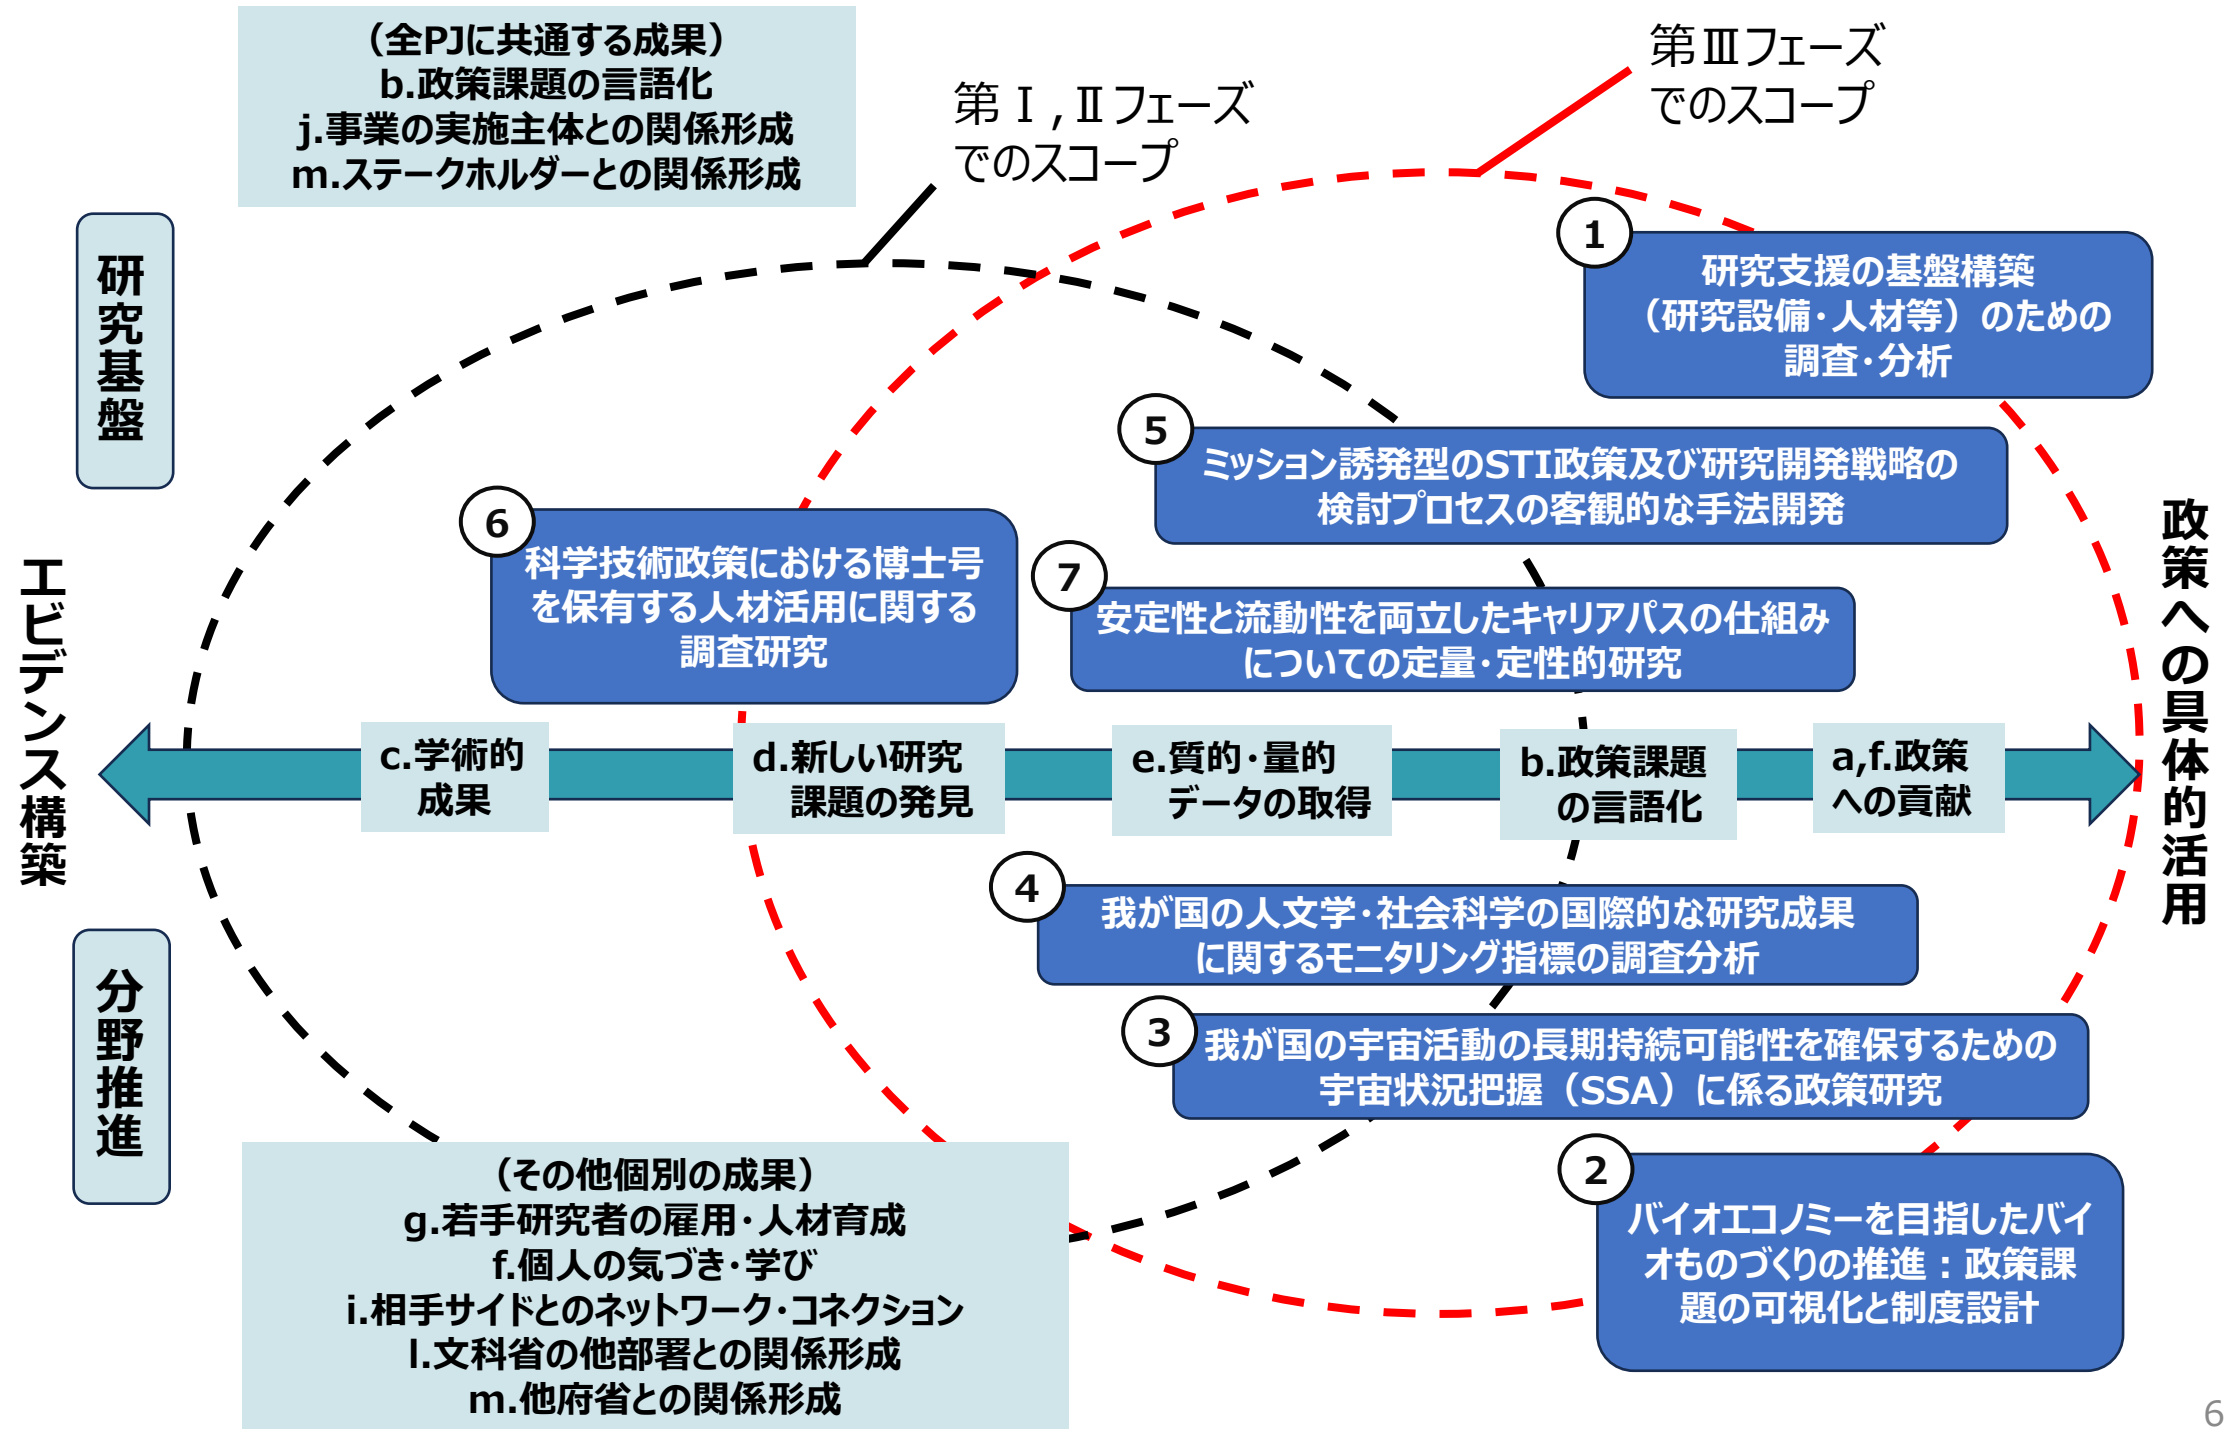 （全PJに共通する成果）
b.政策課題の言語化
j.事業の実施主体との関係形成
m.ステークホルダーとの関係形成
第Ⅰ,Ⅱフェーズ
でのスコープ
第Ⅲフェーズ
でのスコープ
研究基盤
1
研究支援の基盤構築
（研究設備・人材等）のための
調査・分析
5
ミッション誘発型のSTI政策及び研究開発戦略の
検討プロセスの客観的な手法開発
6
科学技術政策における博士号
を保有する人材活用に関する
調査研究
7
安定性と流動性を両立したキャリアパスの仕組み
についての定量・定性的研究
エビデンス構築
c.学術的
成果
d.新しい研究
課題の発見
e.質的・量的
データの取得
b.政策課題
の言語化
a,f.政策
への貢献
政策への具体的活用
分野推進
4
我が国の人文学・社会科学の国際的な研究成果
に関するモニタリング指標の調査分析
3
我が国の宇宙活動の長期持続可能性を確保するための
宇宙状況把握（SSA）に係る政策研究
2
バイオエコノミーを目指したバイ
オものづくりの推進：政策課
題の可視化と制度設計
（その他個別の成果）
g.若手研究者の雇用・人材育成
f.個人の気づき・学び
i.相手サイドとのネットワーク・コネクション
l.文科省の他部署との関係形成
m.他府省との関係形成
6